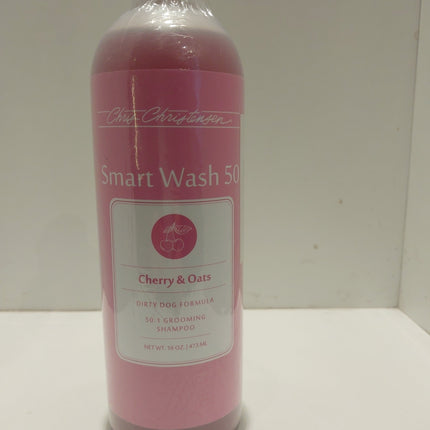 Chris Christensen
Smart Wash 50
Cherry & Oats
DIRTY DOG FORMULA
50:1 GROOMING
SHAMPOO
NET WT. 16 OZ. | 473 ML